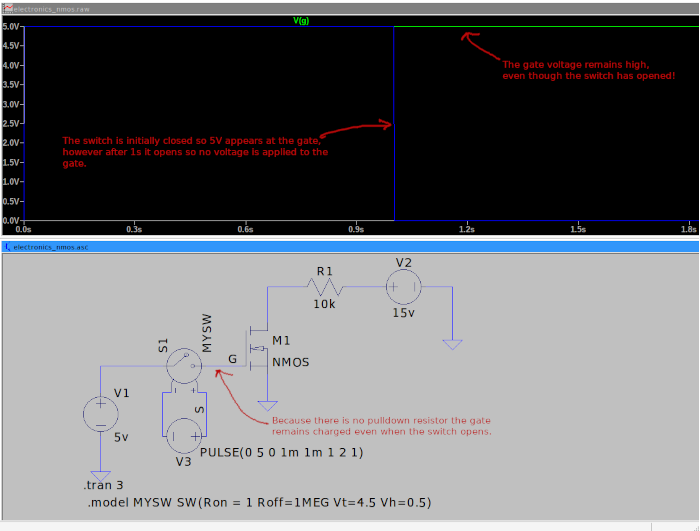 electronics_nmos.raw
V(g)
5.0V
4.5V
4.0V
3.5V
3.0V
2.5V
2.0V
1.5V
1.0V
0.5V
0.0V
0.0s 0.3s 0.6s 0.9s 1.2s 1.5s 1.8s
The gate voltage remains high,
even though the switch has opened!
The switch is initially closed so 5V appears at the gate,
however after 1s it opens so no voltage is applied to the
gate.
electronics_nmos.asc
V2
R1
10k
15v
S1
MYSW
M1
G
NMOS
V1
5v
S
V3
Because there is no pulldown resistor the gate
remains charged even when the switch opens.
PULSE(0 5 0 1m 1m 1 2 1)
.tran 3
.model MYSW SW(Ron = 1 Roff=1MEG Vt=4.5 Vh=0.5)